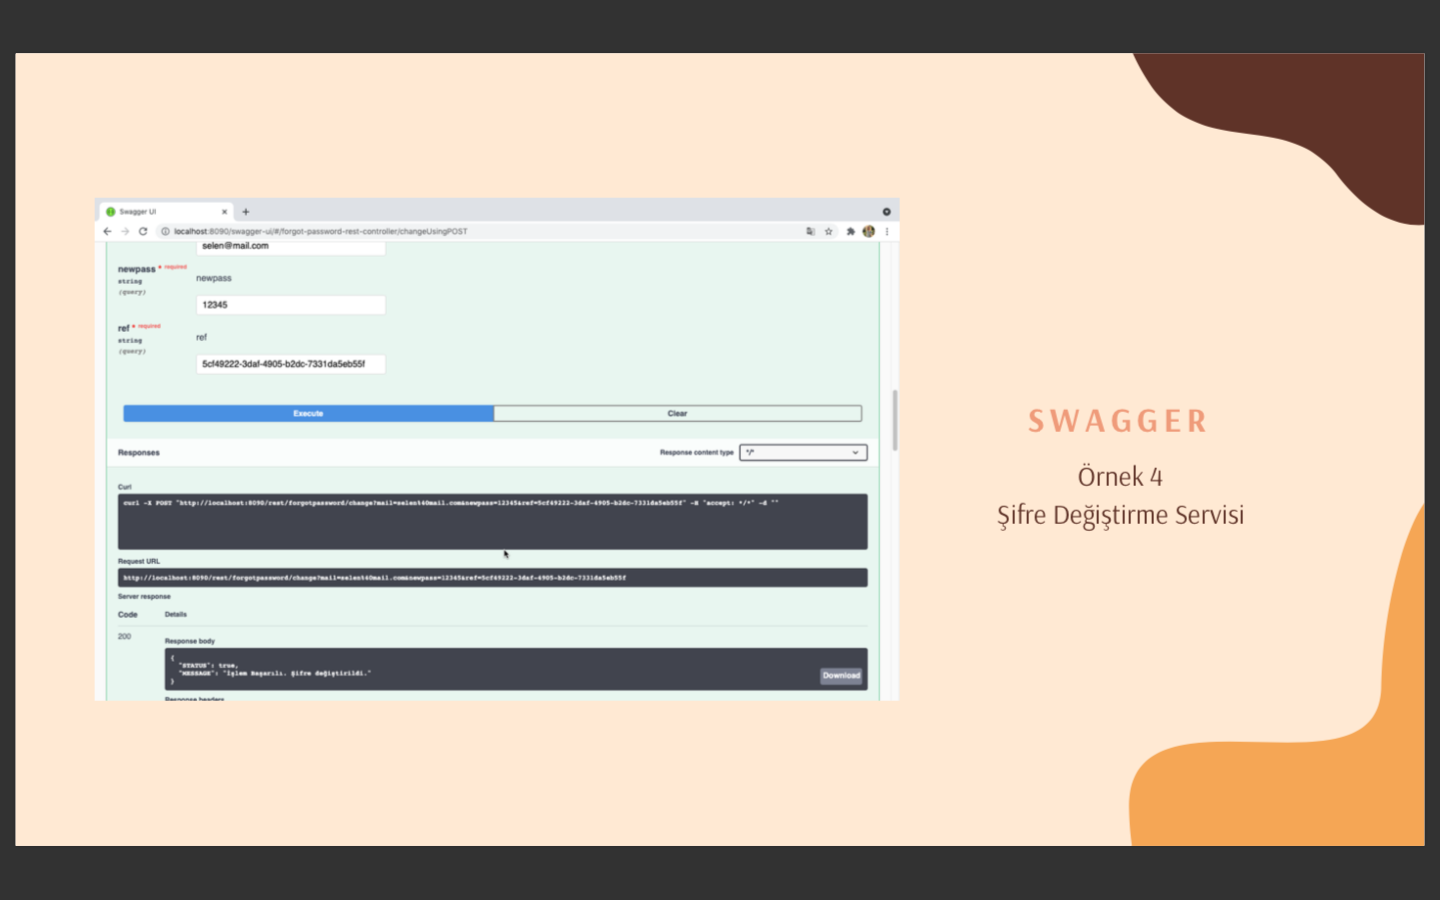 Swagger UI
localhost:8090/swagger-ui/#/forgot-password-rest-controller/changeUsingPOST
selen@mail.com
newpass * required
string
(query)
newpass
12345
ref * required
string
(query)
ref
5cf49222-3daf-4905-b2dc-7331da5eb55f
Execute
Clear
Responses
Response content type
*/*
Curl
curl -X POST "http://localhost:8090/rest/forgotpassword/change?mail=selen%40mail.com&newpass=12345&ref=5cf49222-3daf-4905-b2dc-7331da5eb55f" -H "accept: */*" -d ""
Request URL
http://localhost:8090/rest/forgotpassword/change?mail=selen%40mail.com&newpass=12345&ref=5cf49222-3daf-4905-b2dc-7331da5eb55f
Server response
Code
Details
200
Response body
{
"STATUS": true,
"MESSAGE": "İşlem Başarılı. Şifre değiştirildi."
}
Download
Response headers
SWAGGER
Örnek 4
Şifre Değiştirme Servisi